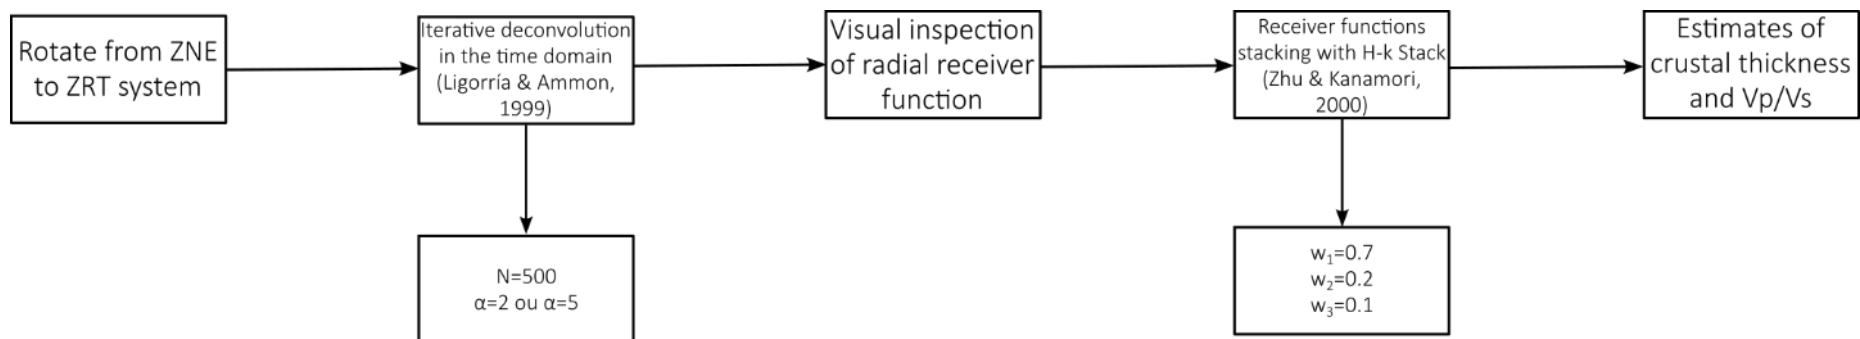 Rotate from ZNE
to ZRT system
Iterative deconvolution
in the time domain
(Ligorría & Ammon,
1999)
Visual inspection
of radial receiver
function
Receiver functions
stacking with H-k Stack
(Zhu & Kanamori,
2000)
Estimates of
crustal thickness
and Vp/Vs
N=500
α=2 ou α=5
w₁=0.7
w₂=0.2
w₃=0.1